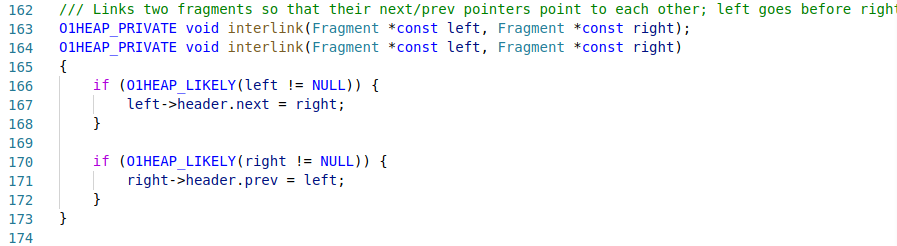 162 /// Links two fragments so that their next/prev pointers point to each other; left goes before right
163 O1HEAP_PRIVATE void interlink(Fragment *const left, Fragment *const right);
164 O1HEAP_PRIVATE void interlink(Fragment *const left, Fragment *const right)
165 {
166     if (O1HEAP_LIKELY(left != NULL)) {
167         left->header.next = right;
168     }
169
170     if (O1HEAP_LIKELY(right != NULL)) {
171         right->header.prev = left;
172     }
173 }
174